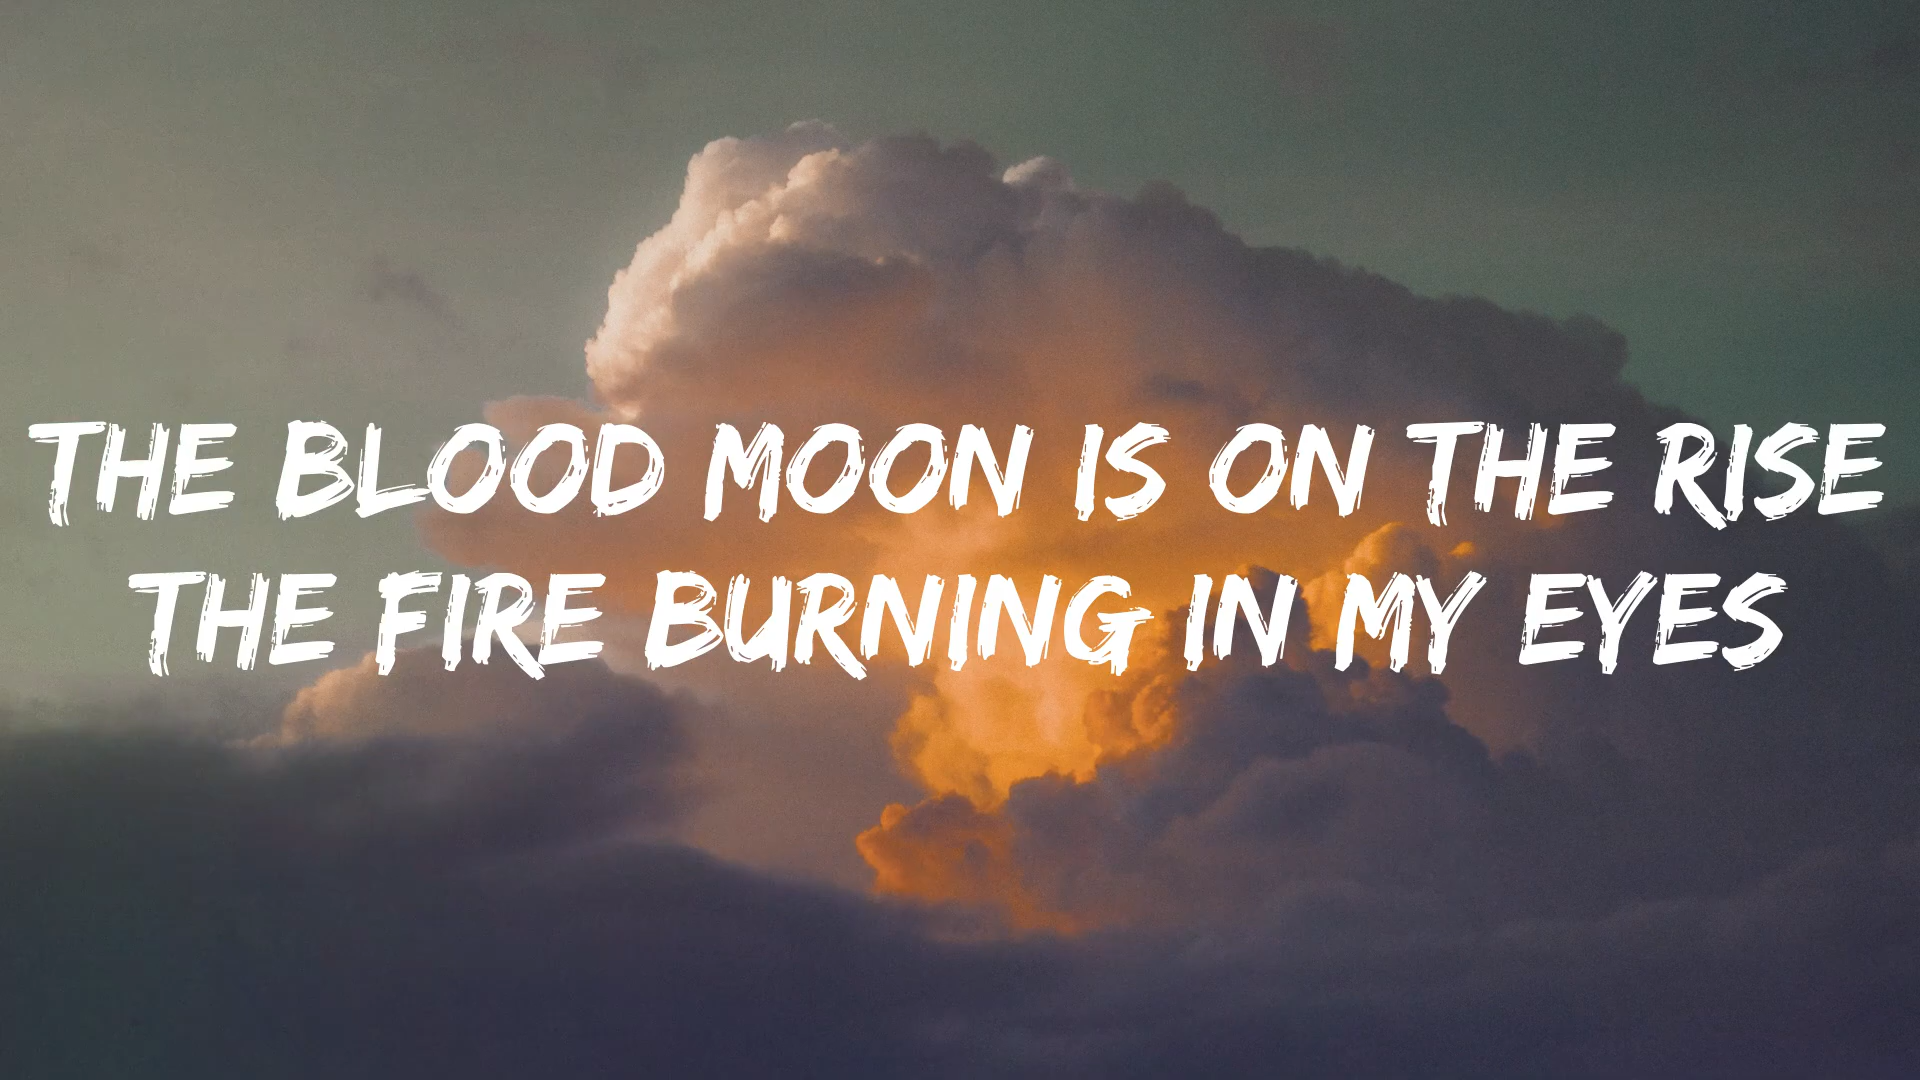 THE BLOOD MOON IS ON THE RISE
THE FIRE BURNING IN MY EYES